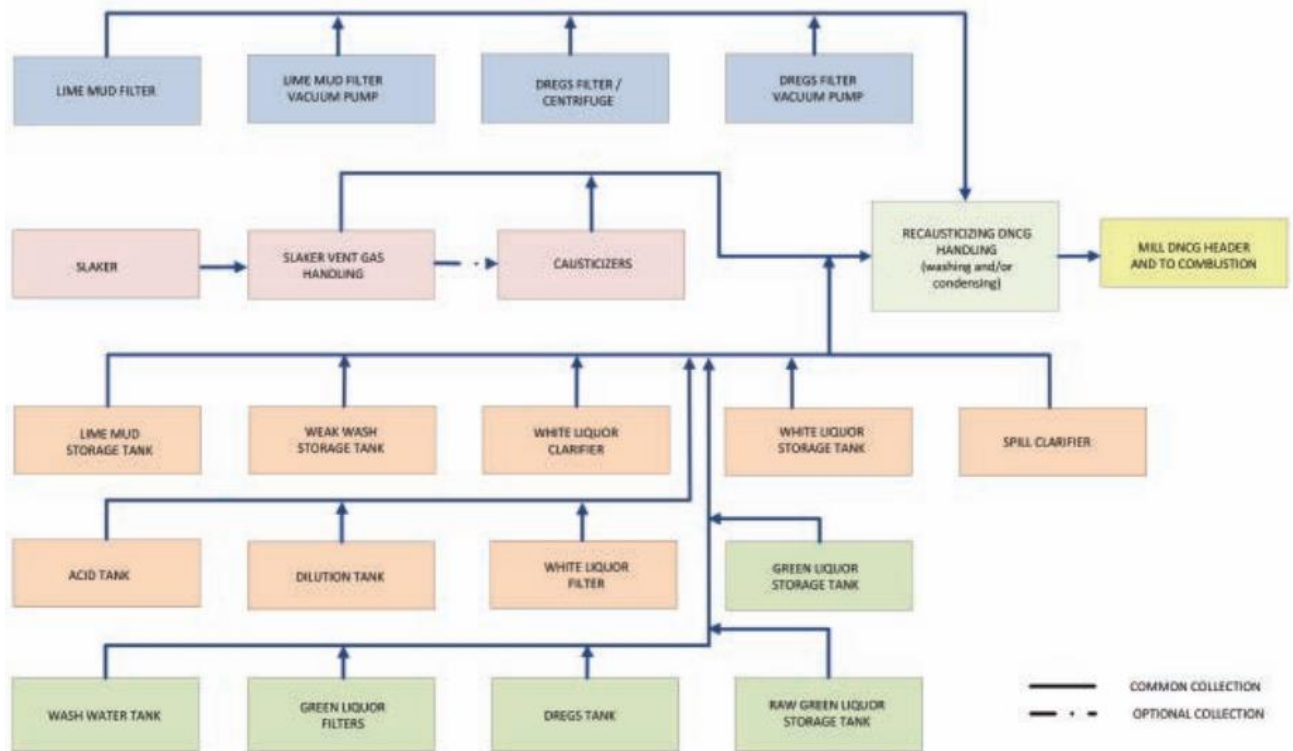 LIME MUD FILTER
LIME MUD FILTER
VACUUM PUMP
DREGS FILTER /
CENTRIFUGE
DREGS FILTER
VACUUM PUMP
SLAKER
SLAKER VENT GAS
HANDLING
CAUSTICIZERS
RECAUSTICIZING DNCG
HANDLING
(washing and/or
condensing)
MILL DNCG HEADER
AND TO COMBUSTION
LIME MUD
STORAGE TANK
WEAK WASH
STORAGE TANK
WHITE LIQUOR
CLARIFIER
WHITE LIQUOR
STORAGE TANK
SPILL CLARIFIER
ACID TANK
DILUTION TANK
WHITE LIQUOR
FILTER
GREEN LIQUOR
STORAGE TANK
WASH WATER TANK
GREEN LIQUOR
FILTERS
DREGS TANK
RAW GREEN LIQUOR
STORAGE TANK
COMMON COLLECTION
OPTIONAL COLLECTION